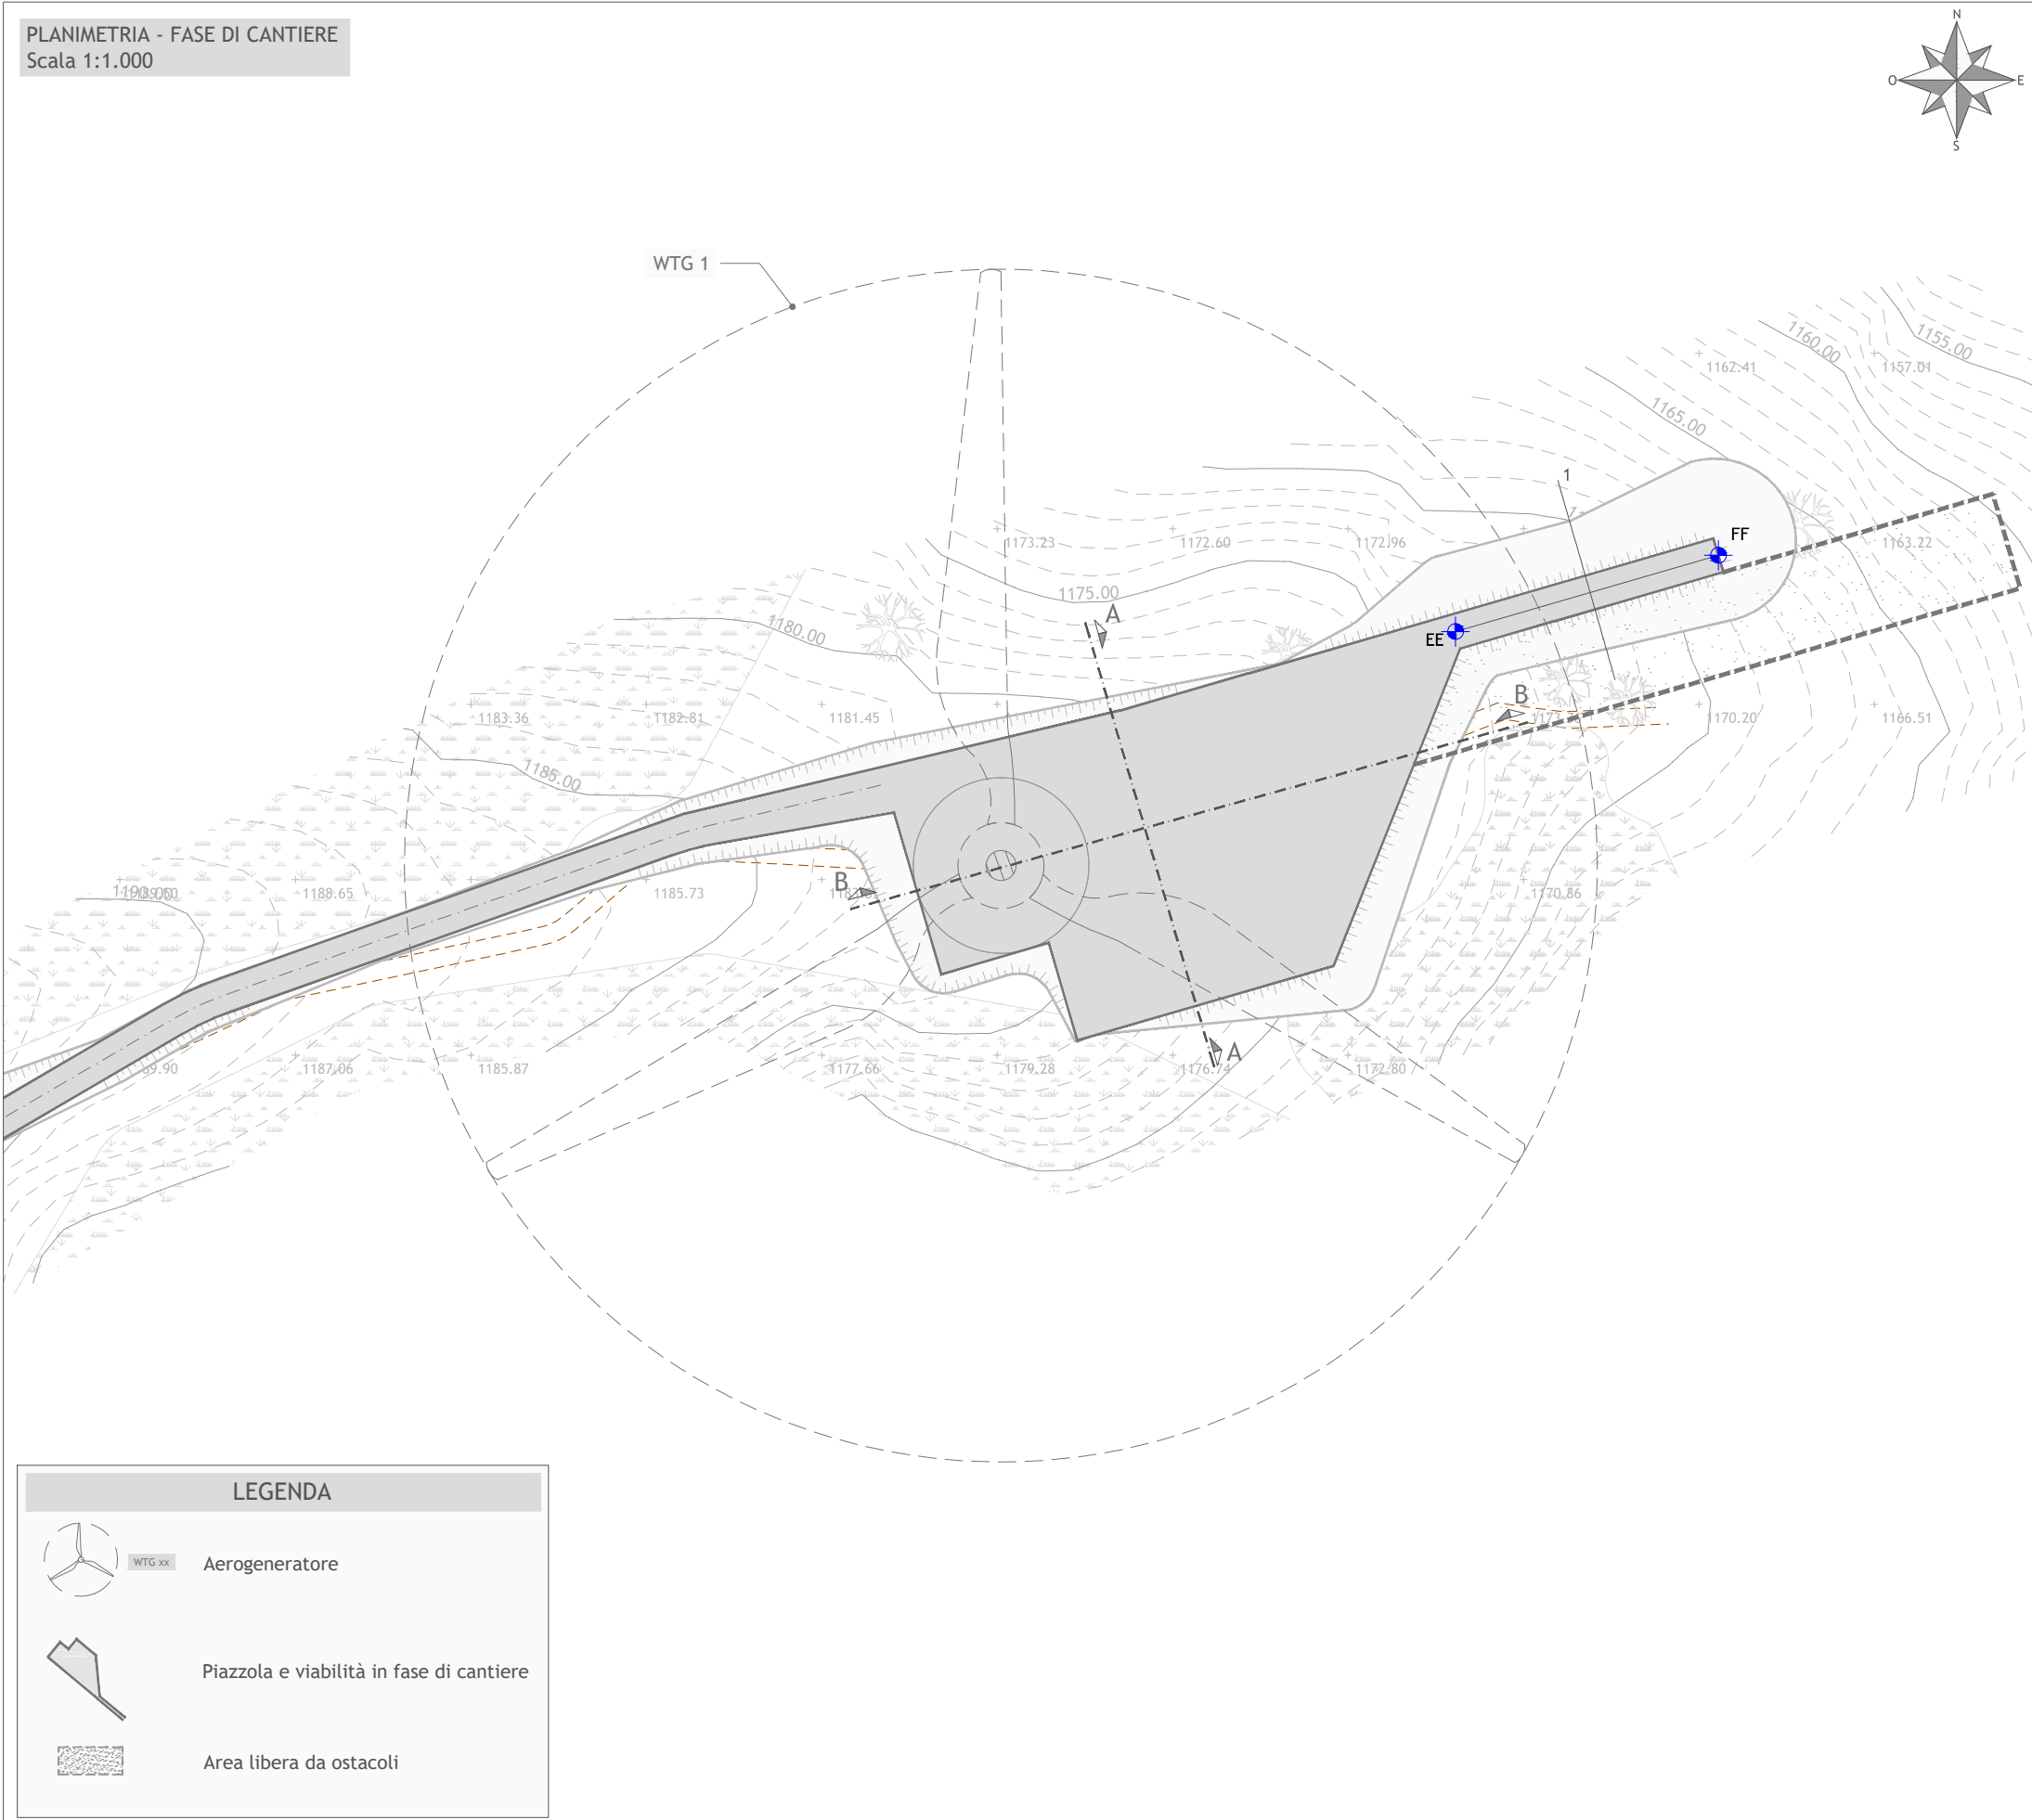 PLANIMETRIA - FASE DI CANTIERE
Scala 1:1.000
N
O
E
S
WTG 1
1160.00
1155.00
1162.41
1157.01
1165.00
1
1173.23
1172.60
1172.96
FF
1163.22
1175.00
A
1180.00
EE
B
1183.36
1182.81
1181.45
1170.20
1166.51
1185.00
B
1190.00
1188.65
1185.73
1170.86
A
1187.06
1185.87
1177.66
1179.28
1176.74
1172.80
LEGENDA
WTG xx
Aerogeneratore
Piazzola e viabilità in fase di cantiere
Area libera da ostacoli